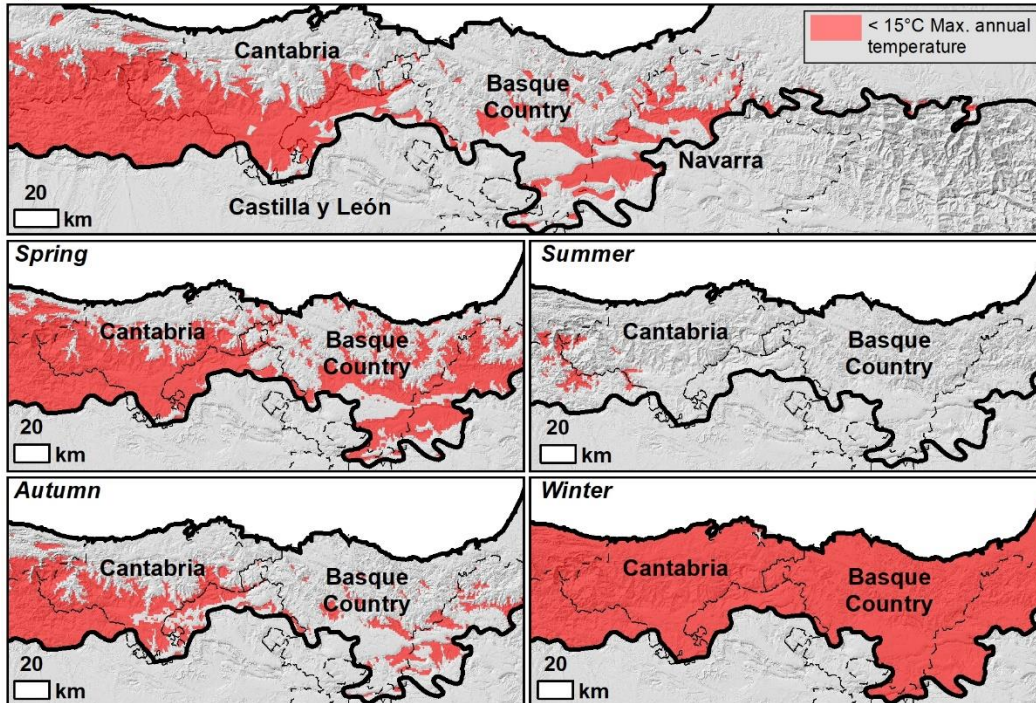 < 15°C Max. annual
temperature
Cantabria
Basque
Country
Navarra
Castilla y León
20
km
Spring
Cantabria
Basque
Country
20
km
Summer
Cantabria
Basque
Country
20
km
Autumn
Cantabria
Basque
Country
20
km
Winter
Cantabria
Basque
Country
20
km